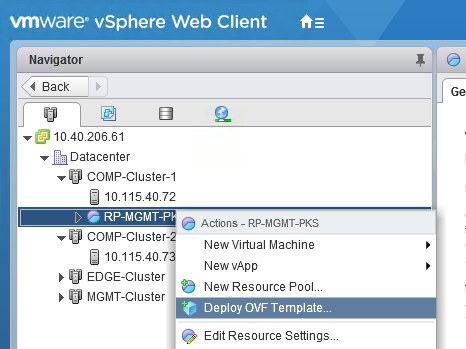 vmware® vSphere Web Client
Navigator
Back
Ge
10.40.206.61
Datacenter
COMP-Cluster-1
10.115.40.72
RP-MGMT-PK
Actions - RP-MGMT-PKS
COMP-Cluster-2
New Virtual Machine
10.115.40.73
New vApp
EDGE-Cluster
New Resource Pool...
MGMT-Cluster
Deploy OVF Template...
Edit Resource Settings...